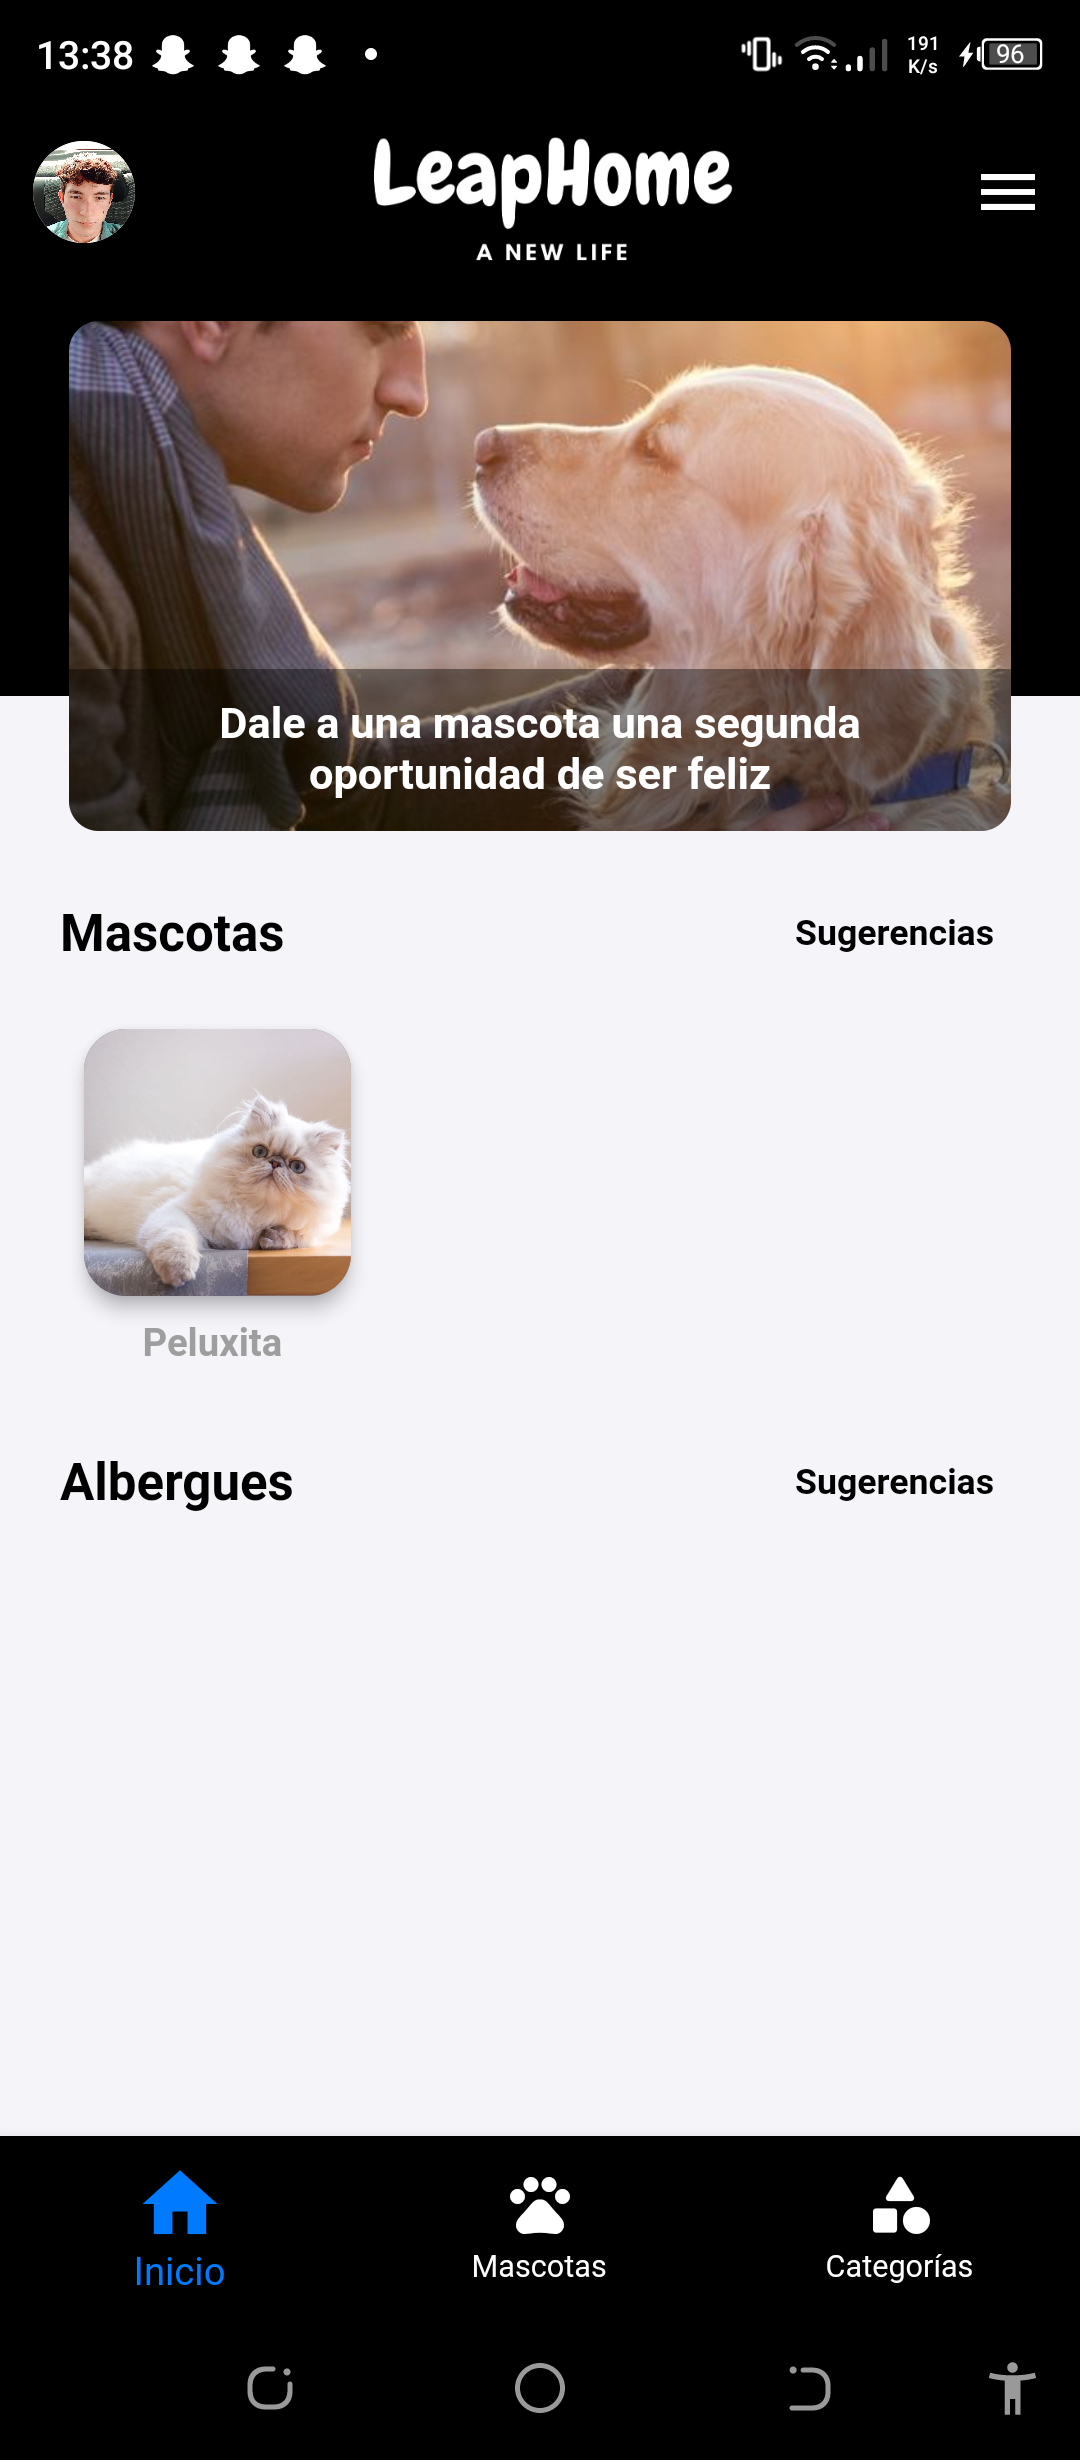 13:38
191
K/s
96
LeapHome
A NEW LIFE
Dale a una mascota una segunda
oportunidad de ser feliz
Mascotas
Sugerencias
Peluxita
Albergues
Sugerencias
Inicio
Mascotas
Categorías